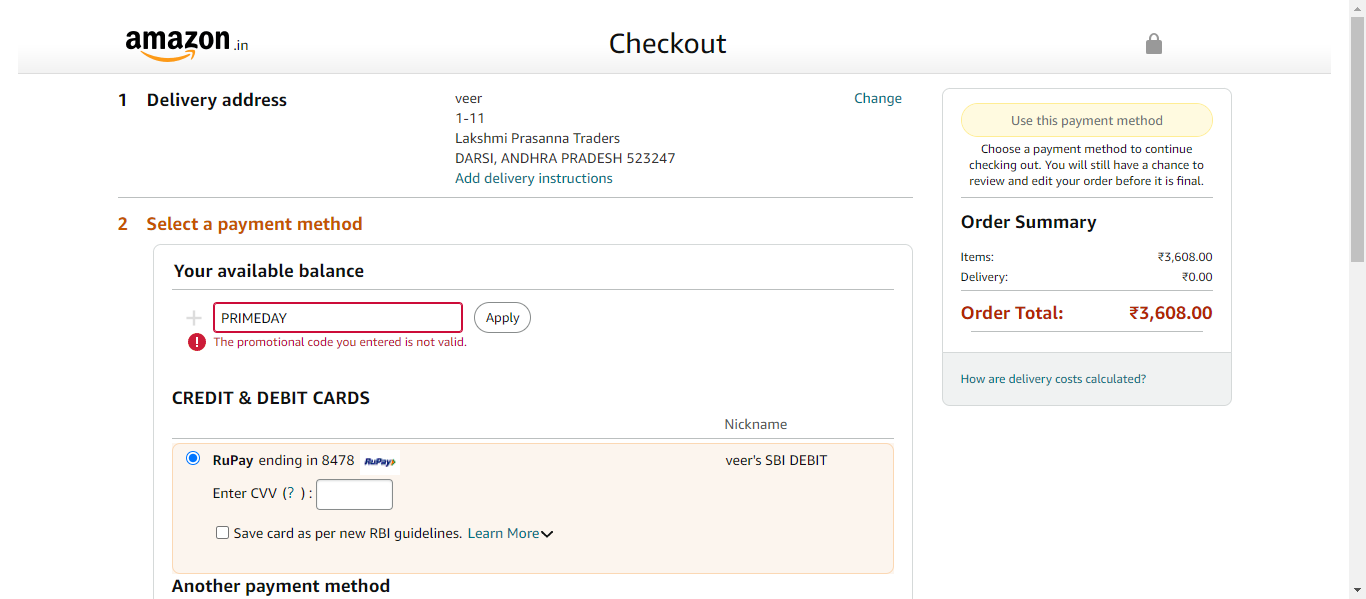 amazon.in
Checkout
1 Delivery address
veer
1-11
Lakshmi Prasanna Traders
DARSI, ANDHRA PRADESH 523247
Add delivery instructions
Change
2 Select a payment method
Your available balance
PRIMEDAY
Apply
! The promotional code you entered is not valid.
CREDIT & DEBIT CARDS
Nickname
RuPay ending in 8478 RuPay
veer's SBI DEBIT
Enter CVV (? ) :
Save card as per new RBI guidelines. Learn More
Another payment method
Use this payment method
Choose a payment method to continue
checking out. You will still have a chance to
review and edit your order before it is final.
Order Summary
Items: ₹3,608.00
Delivery: ₹0.00
Order Total: ₹3,608.00
How are delivery costs calculated?